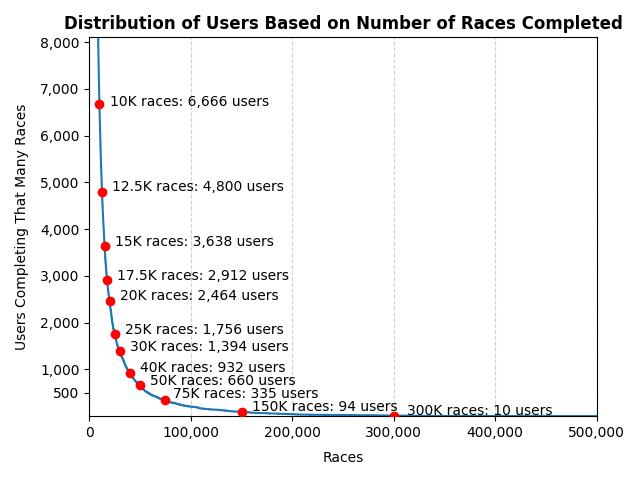 Distribution of Users Based on Number of Races Completed
8,000
7,000
6,000
5,000
4,000
3,000
2,000
1,000
500
Users Completing That Many Races
10K races: 6,666 users
12.5K races: 4,800 users
15K races: 3,638 users
17.5K races: 2,912 users
20K races: 2,464 users
25K races: 1,756 users
30K races: 1,394 users
40K races: 932 users
50K races: 660 users
75K races: 335 users
150K races: 94 users
300K races: 10 users
0 100,000 200,000 300,000 400,000 500,000
Races